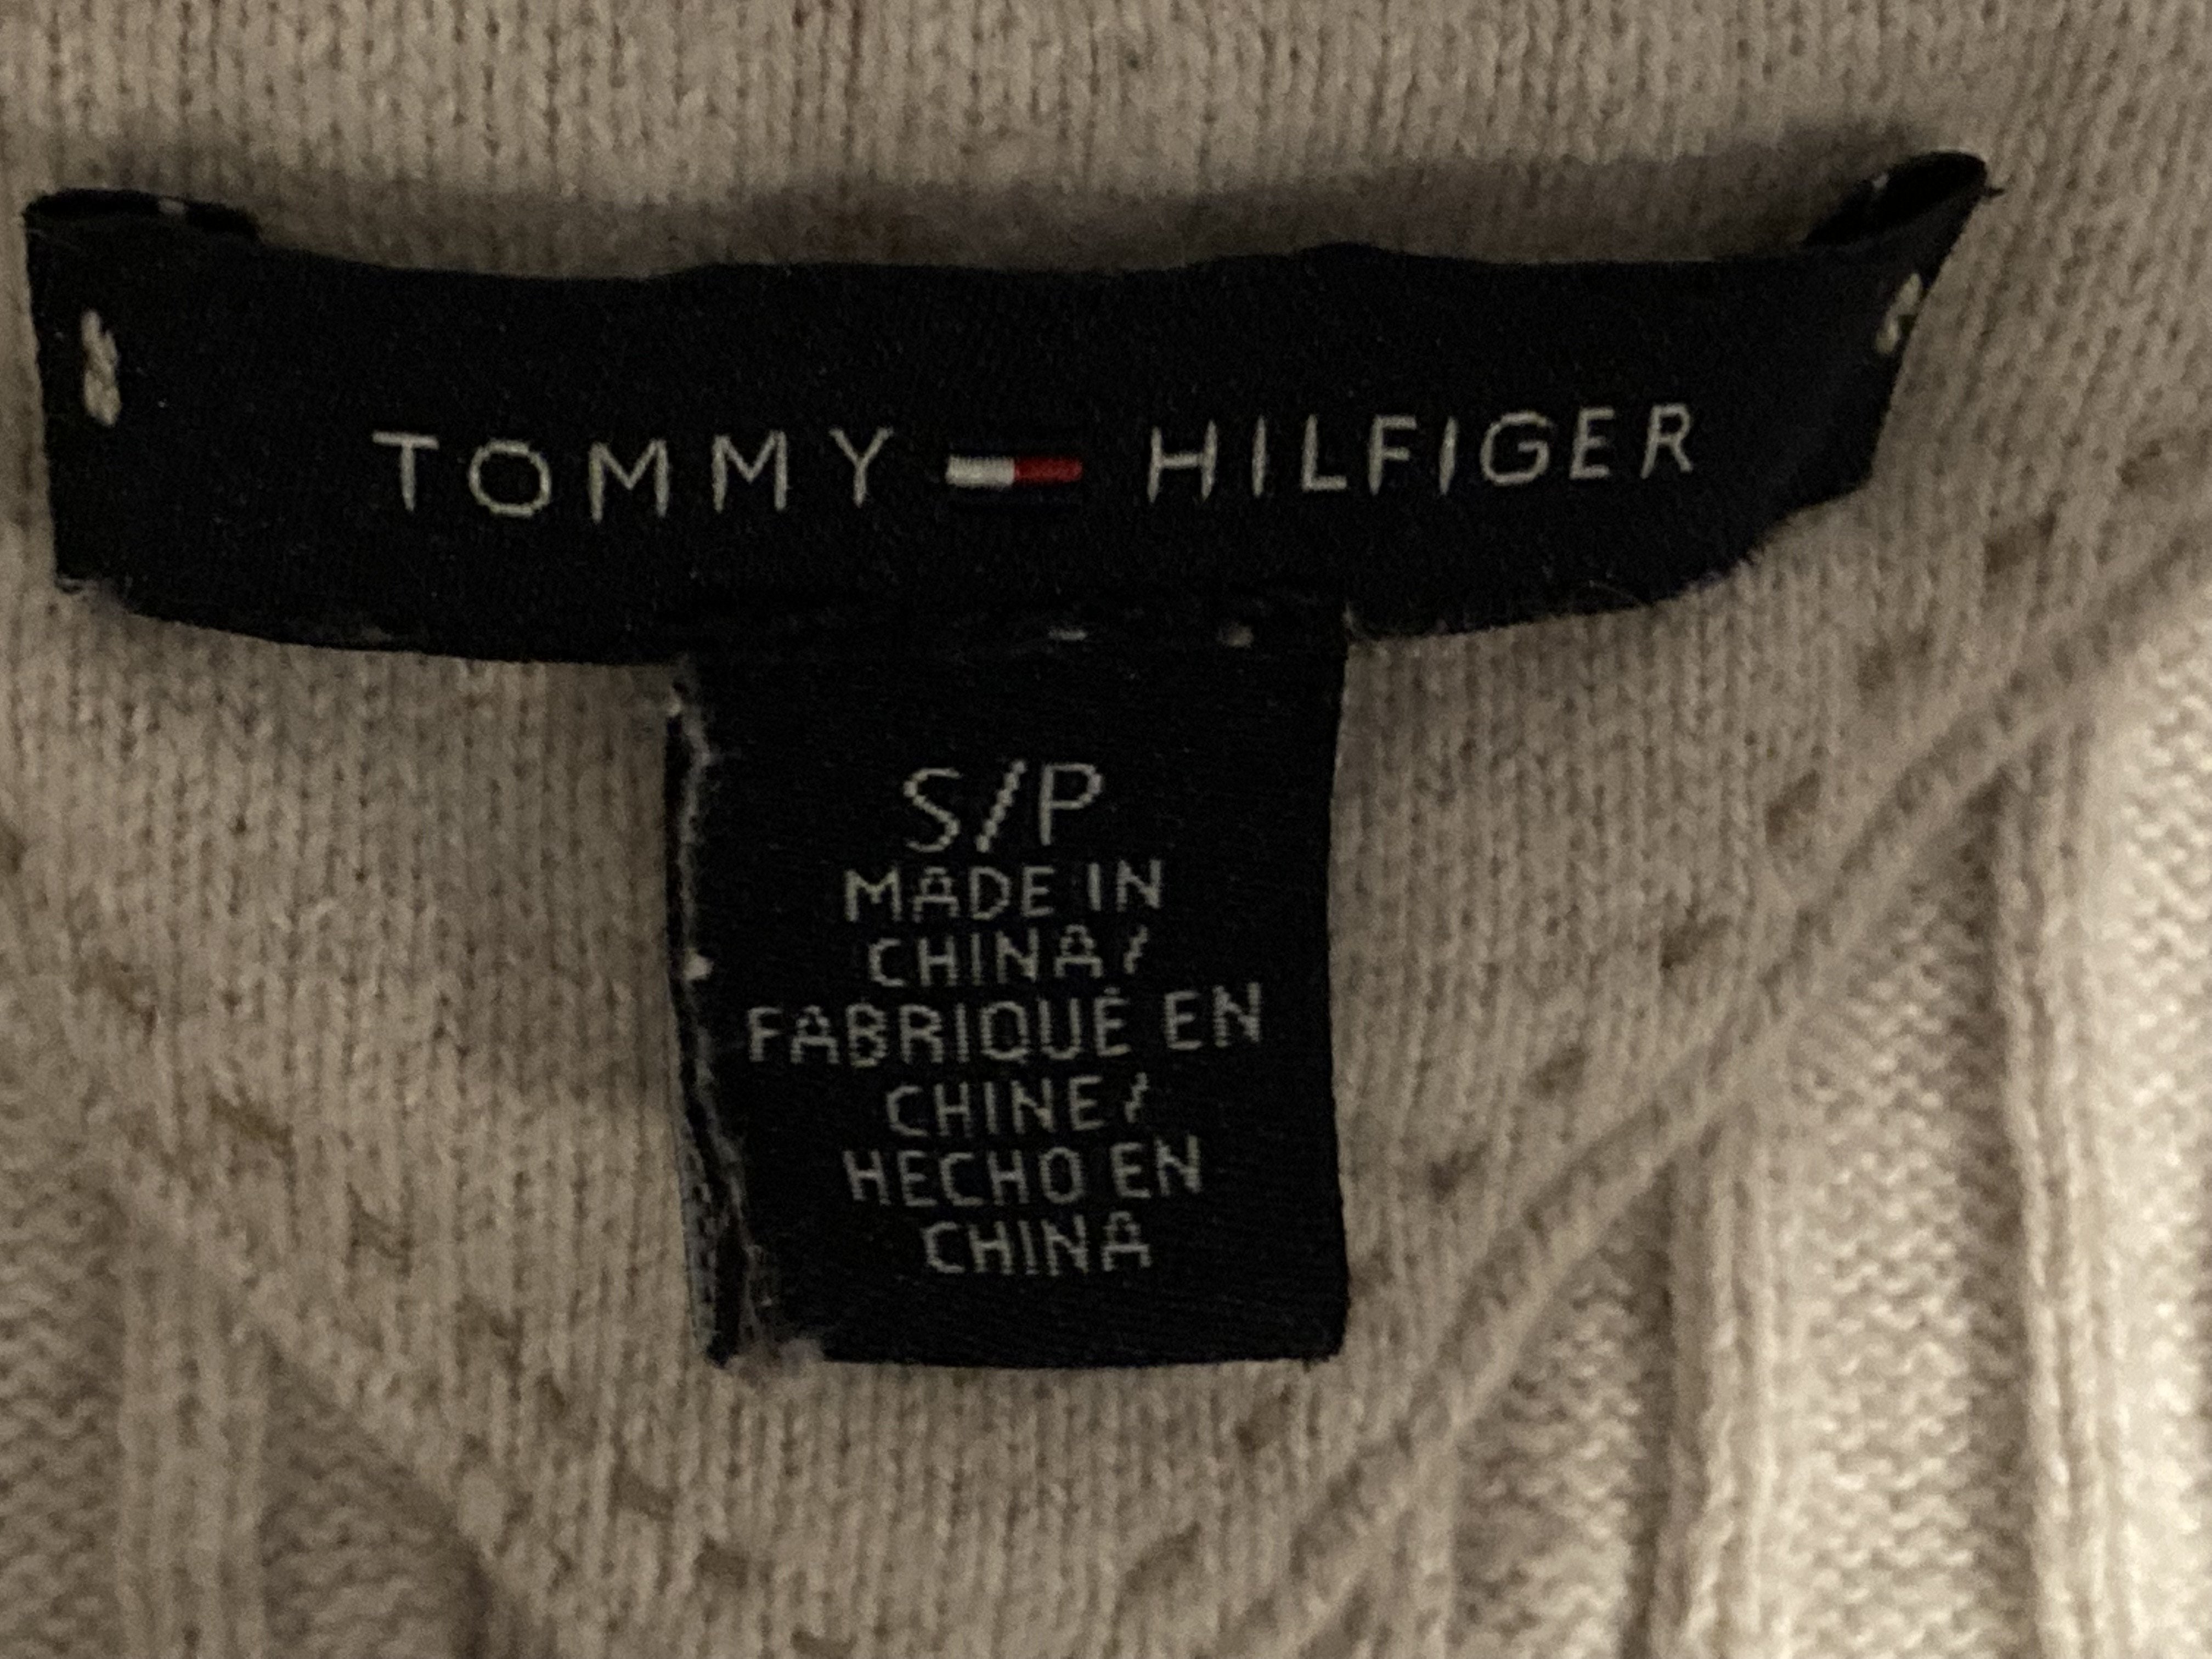 TOMMY HILFIGER
S/P
MADE IN
CHINA/
FABRIQUÉ EN
CHINE/
HECHO EN
CHINA